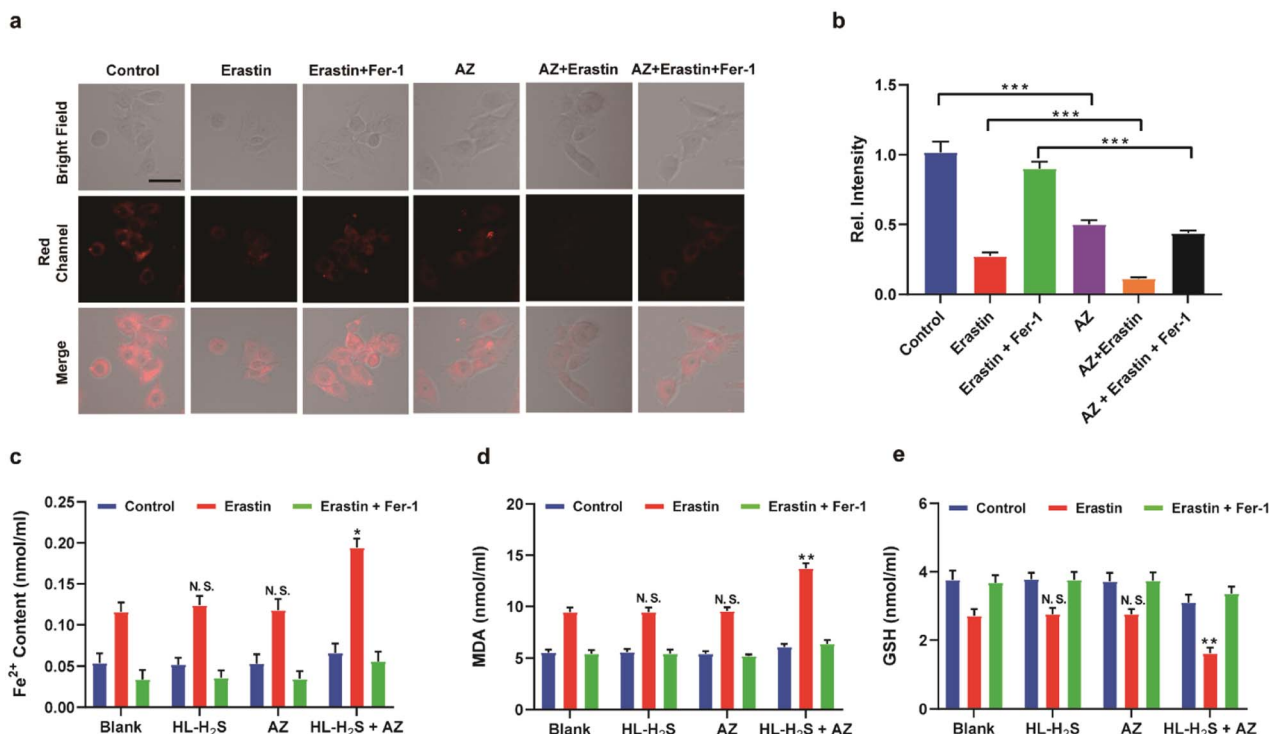 a
Control Erastin Erastin+Fer-1 AZ AZ+Erastin AZ+Erastin+Fer-1
Bright Field
Red
Channel
Merge
b
Rel. Intensity
1.5
1.0
0.5
0.0
***
***
***
Control
Erastin
Erastin + Fer-1
AZ
AZ+Erastin
AZ + Erastin + Fer-1
c
Control Erastin Erastin + Fer-1
Fe²⁺ Content (nmol/ml)
0.25
0.20
0.15
0.10
0.05
0.00
N. S.
N. S.
*
Blank HL-H₂S AZ HL-H₂S + AZ
d
Control Erastin Erastin + Fer-1
MDA (nmol/ml)
20
15
10
5
0
N. S.
N. S.
**
Blank HL-H₂S AZ HL-H₂S + AZ
e
Control Erastin Erastin + Fer-1
GSH (nmol/ml)
6
4
2
0
N. S.
N. S.
**
Blank HL-H₂S AZ HL-H₂S + AZ